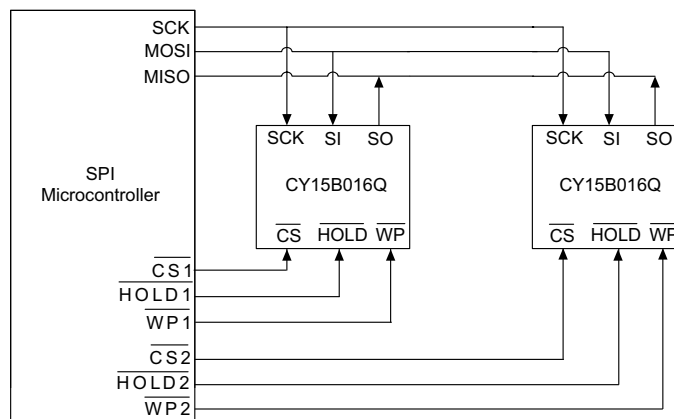 SCK
MOSI
MISO
SCK SI SO
SCK SI SO
SPI
Microcontroller
CY15B016Q
CY15B016Q
CS HOLD WP
CS HOLD WP
CS1
HOLD1
WP1
CS2
HOLD2
WP2